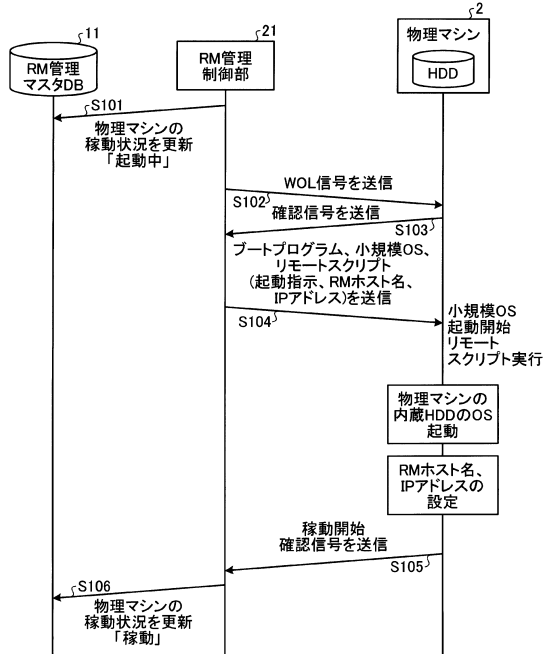 11
RM管理
マスタDB
21
RM管理
制御部
2
物理マシン
HDD
S101
物理マシンの
稼動状況を更新
「起動中」
WOL信号を送信
S102
確認信号を送信
S103
ブートプログラム、小規模OS、
リモートスクリプト
(起動指示、RMホスト名、
IPアドレス)を送信
S104
小規模OS
起動開始
リモート
スクリプト実行
物理マシンの
内蔵HDDのOS
起動
RMホスト名、
IPアドレスの
設定
稼動開始
確認信号を送信
S105
S106
物理マシンの
稼動状況を更新
「稼動」